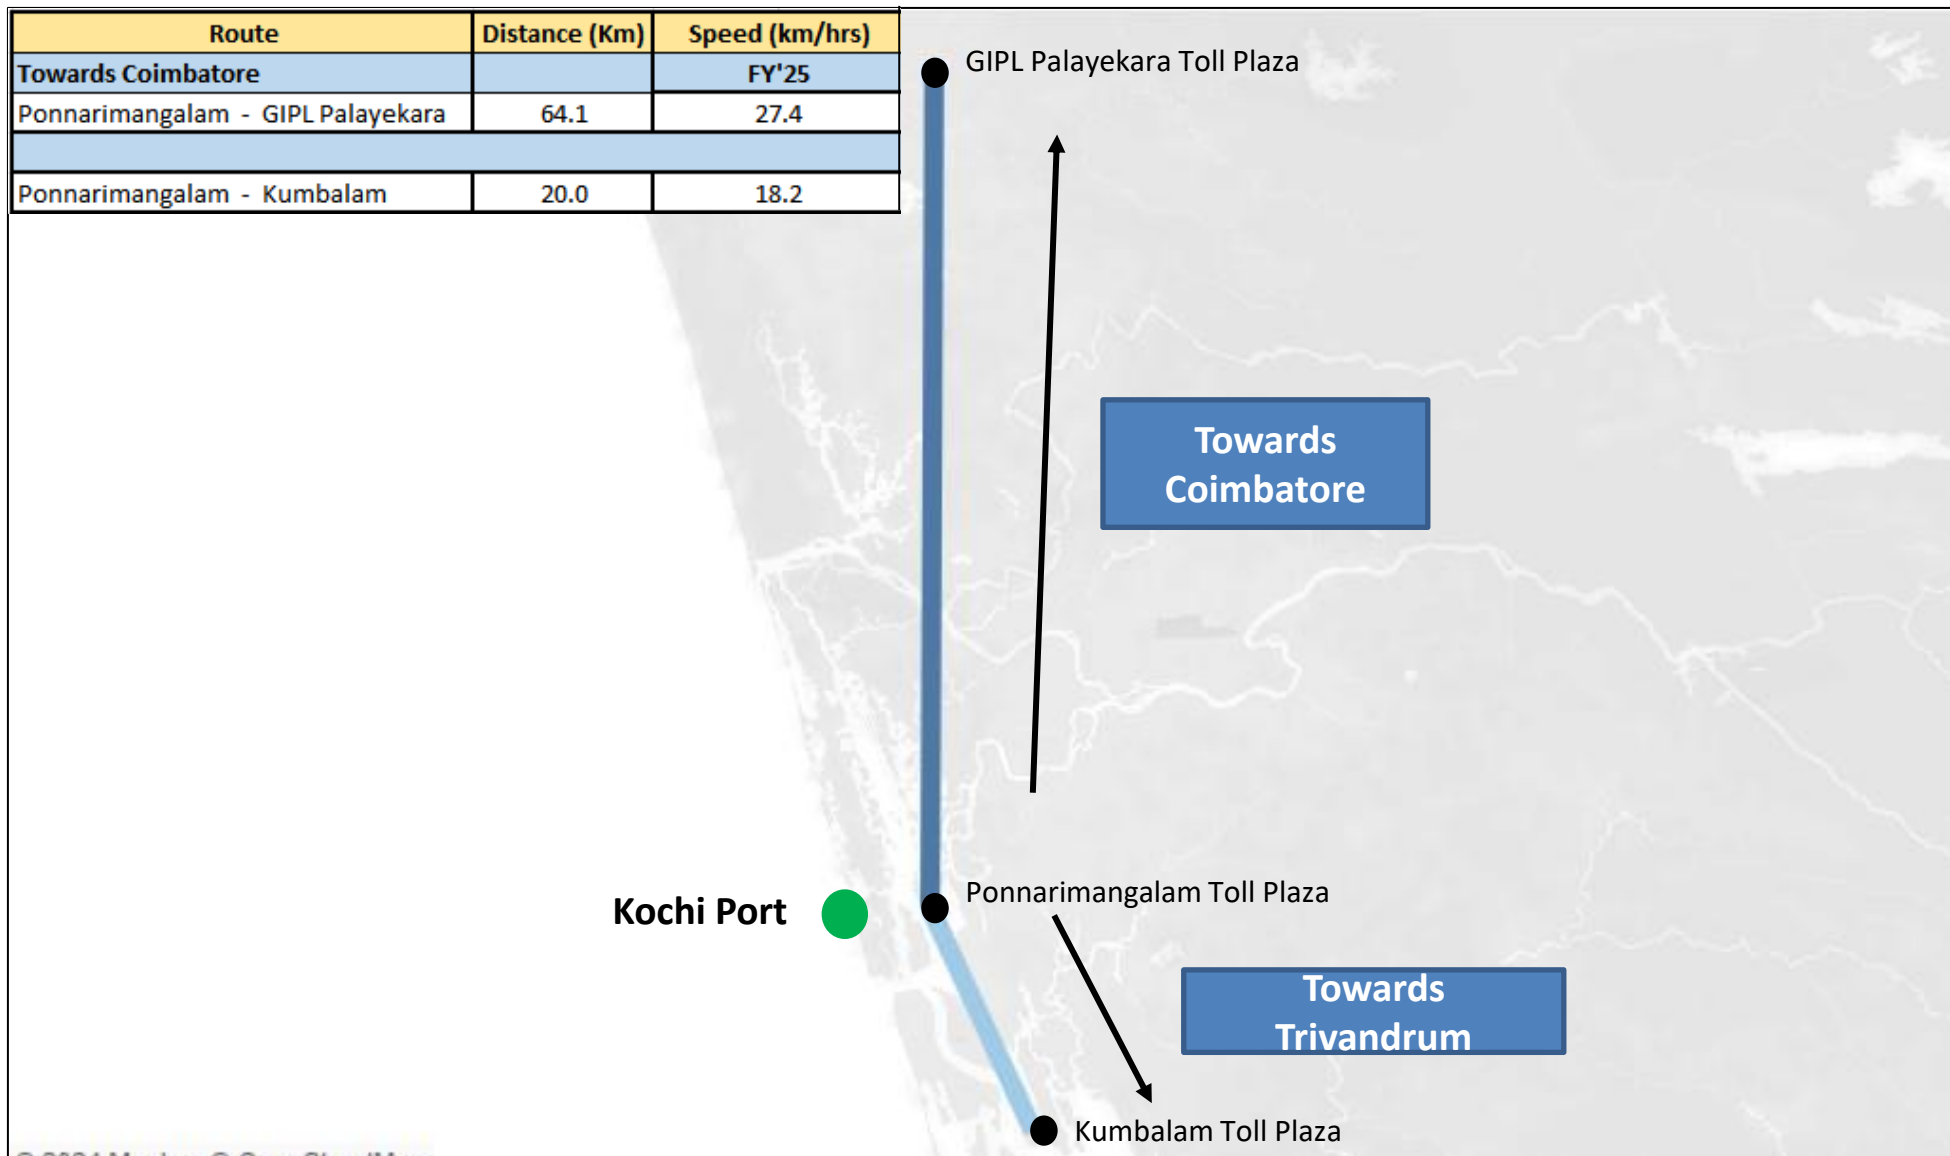 Route Distance (Km) Speed (km/hrs)
Towards Coimbatore FY'25
Ponnarimangalam - GIPL Palayekara 64.1 27.4
Ponnarimangalam - Kumbalam 20.0 18.2
GIPL Palayekara Toll Plaza
Towards
Coimbatore
Ponnarimangalam Toll Plaza
Kochi Port
Towards
Trivandrum
Kumbalam Toll Plaza